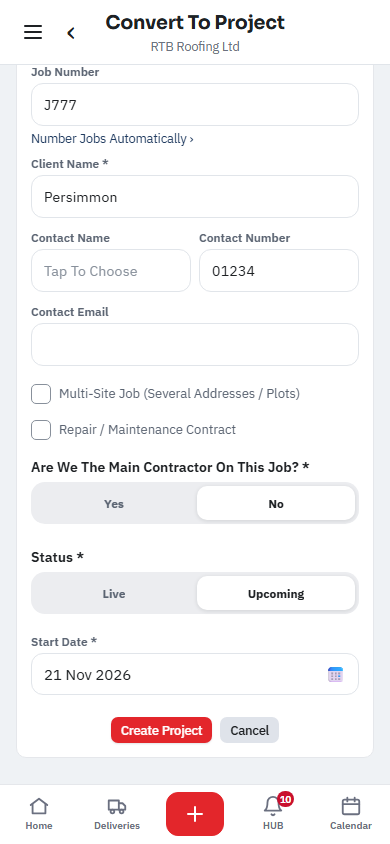 Convert To Project
RTB Roofing Ltd
Job Number
J777
Number Jobs Automatically ›
Client Name *
Persimmon
Contact Name
Contact Number
Tap To Choose
01234
Contact Email
Multi-Site Job (Several Addresses / Plots)
Repair / Maintenance Contract
Are We The Main Contractor On This Job? *
Yes
No
Status *
Live
Upcoming
Start Date *
21 Nov 2026
Create Project
Cancel
10
Home
Deliveries
HUB
Calendar